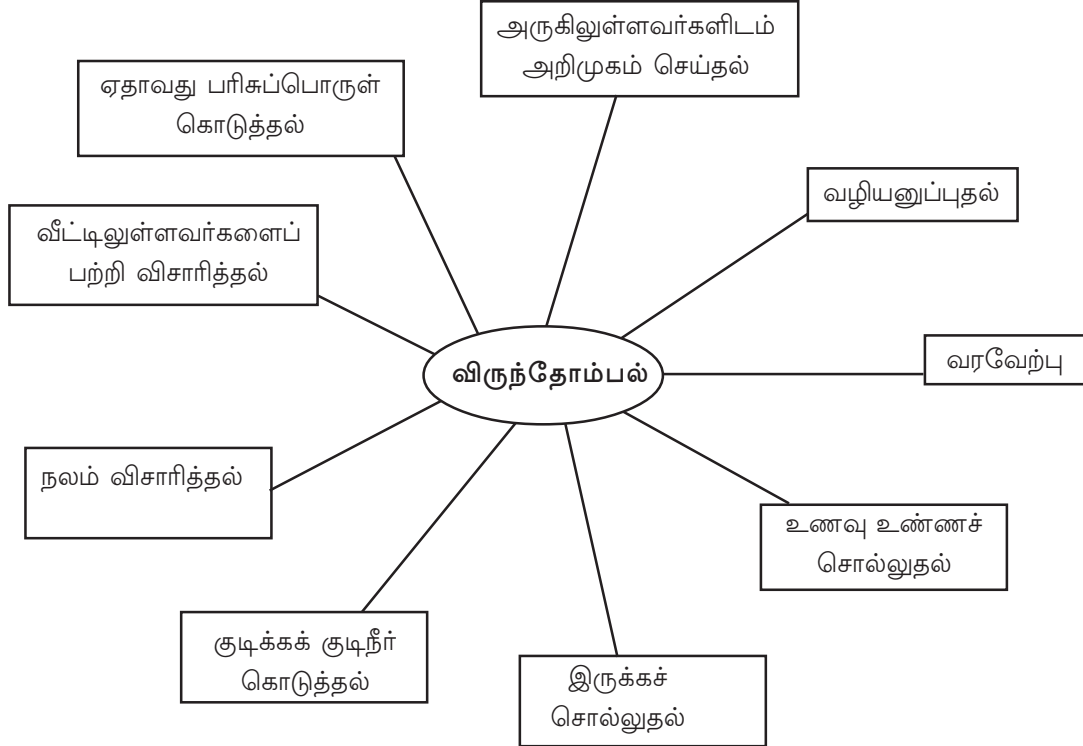 அருகிலுள்ளவர்களிடம்
அறிமுகம் செய்தல்
ஏதாவது பரிசுப்பொருள்
கொடுத்தல்
வழியனுப்புதல்
வீட்டிலுள்ளவர்களைப்
பற்றி விசாரித்தல்
வரவேற்பு
விருந்தோம்பல்
நலம் விசாரித்தல்
உணவு உண்ணச்
சொல்லுதல்
குடிக்கக் குடிநீர்
கொடுத்தல்
இருக்கச்
சொல்லுதல்